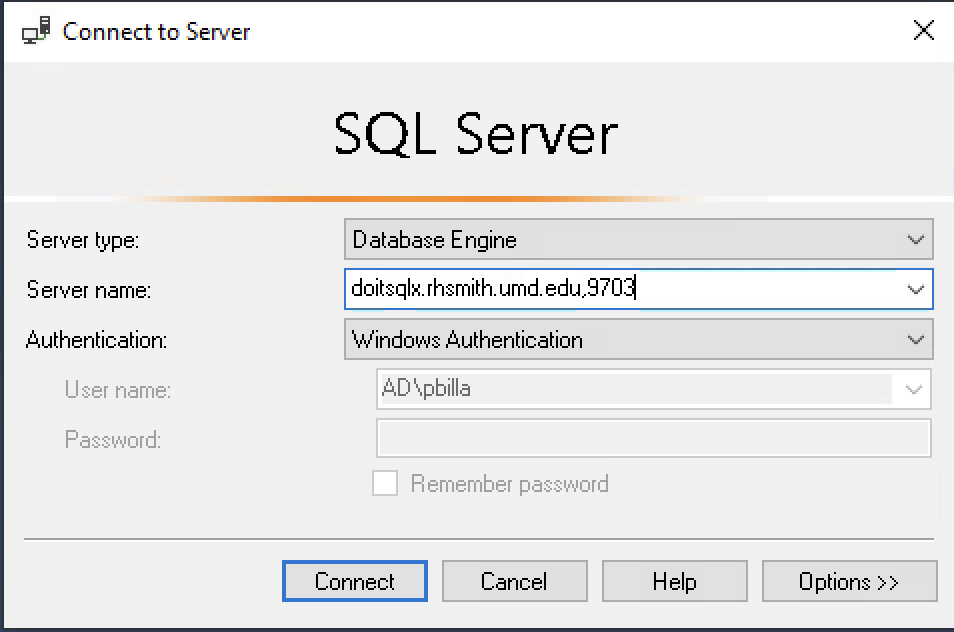 Connect to Server
SQL Server
Server type: Database Engine
Server name: doitsqlx.rhsmith.umd.edu,9703
Authentication: Windows Authentication
User name: AD\pbilla
Password:
Remember password
Connect Cancel Help Options >>